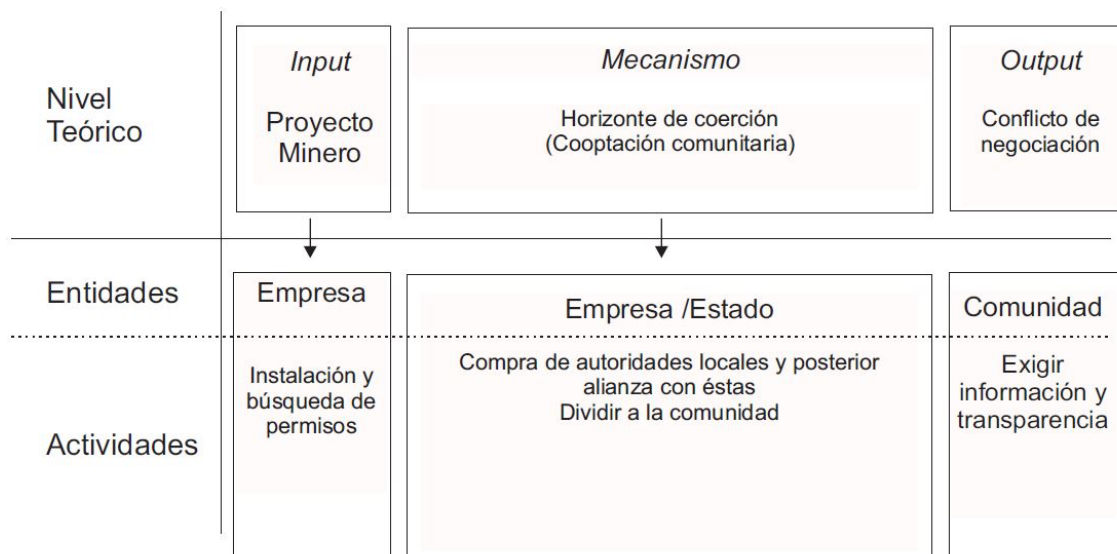 Nivel
Teórico
Input
Proyecto
Minero
Mecanismo
Horizonte de coerción
(Cooptación comunitaria)
Output
Conflicto de
negociación
Entidades
Empresa
Empresa /Estado
Comunidad
Actividades
Instalación y
búsqueda de
permisos
Compra de autoridades locales y posterior
alianza con éstas
Dividir a la comunidad
Exigir
información y
transparencia